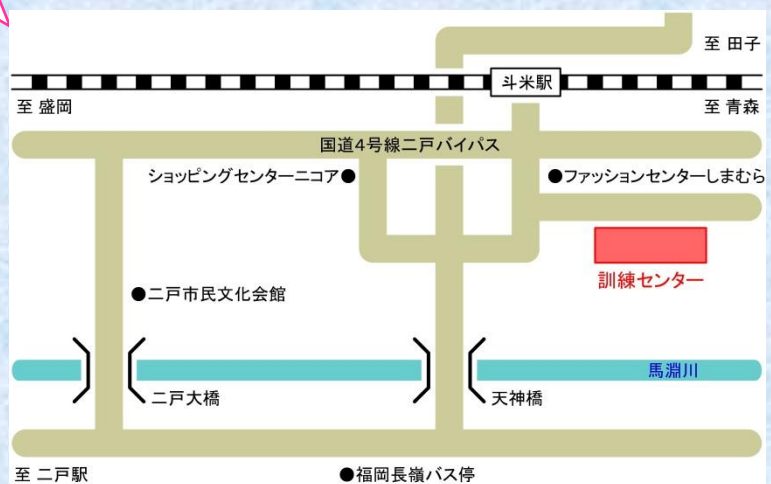 至 田子
斗米駅
至 盛岡
至 青森
国道4号線二戸バイパス
ショッピングセンターニコア●
●ファッションセンターしまむら
訓練センター
●二戸市民文化会館
馬淵川
二戸大橋
天神橋
至 二戸駅
●福岡長嶺バス停